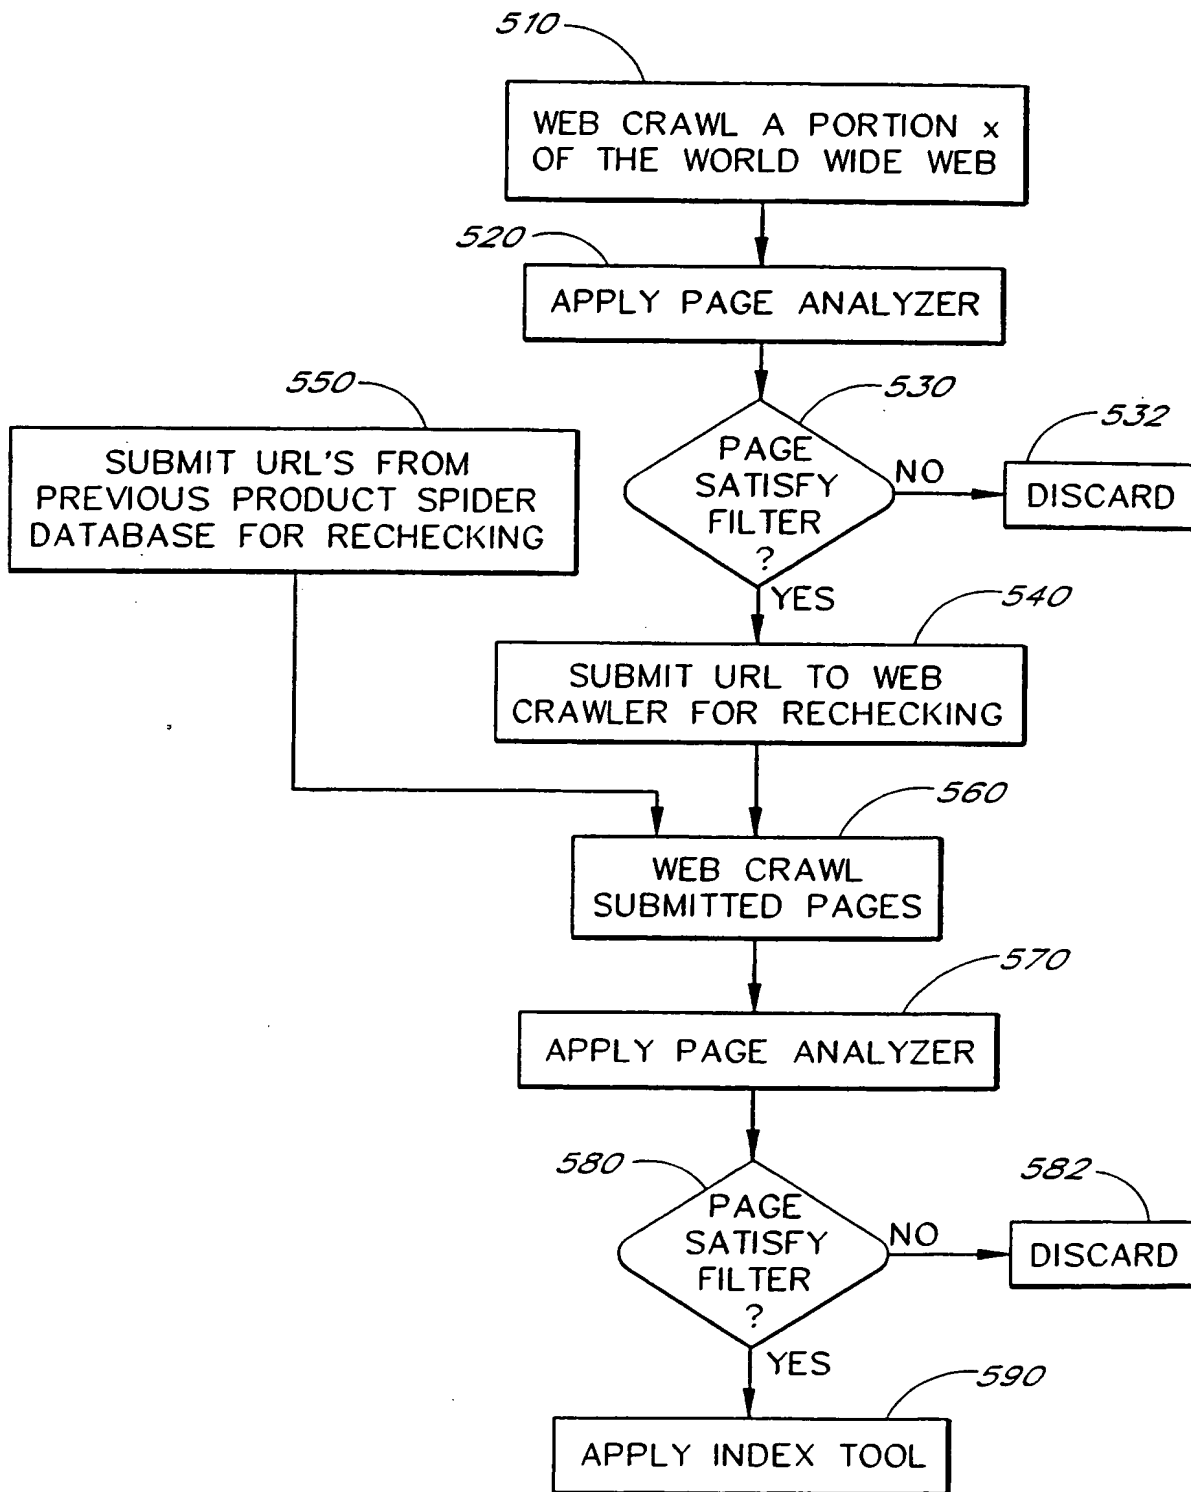 510
WEB CRAWL A PORTION x
OF THE WORLD WIDE WEB
520
APPLY PAGE ANALYZER
530
PAGE
SATISFY
FILTER
?
NO
532
DISCARD
YES
550
SUBMIT URL'S FROM
PREVIOUS PRODUCT SPIDER
DATABASE FOR RECHECKING
540
SUBMIT URL TO WEB
CRAWLER FOR RECHECKING
560
WEB CRAWL
SUBMITTED PAGES
570
APPLY PAGE ANALYZER
580
PAGE
SATISFY
FILTER
?
NO
582
DISCARD
YES
590
APPLY INDEX TOOL